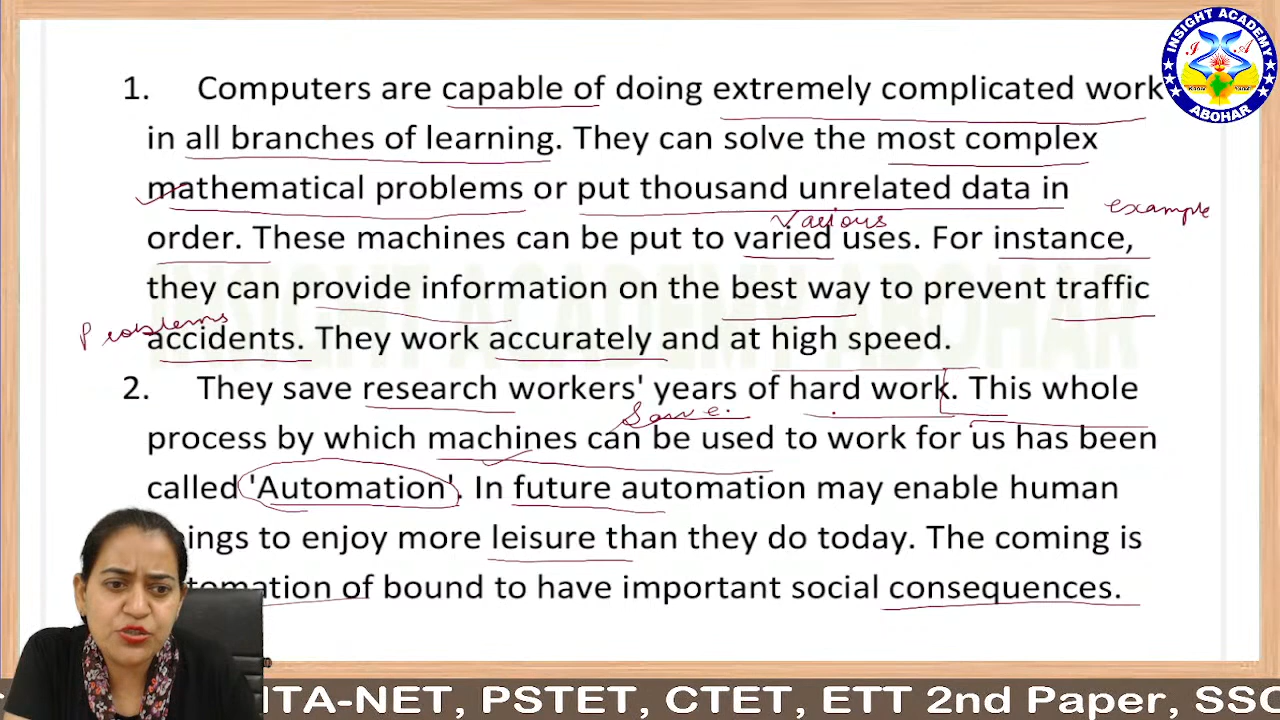 INSIGHT ACADEMY
I A
ABOHAR
1. Computers are capable of doing extremely complicated work
in all branches of learning. They can solve the most complex
mathematical problems or put thousand unrelated data in
example
various
order. These machines can be put to varied uses. For instance,
they can provide information on the best way to prevent traffic
Problems
accidents. They work accurately and at high speed.
2. They save research workers' years of hard work. This whole
Save.
process by which machines can be used to work for us has been
called 'Automation'. In future automation may enable human
ings to enjoy more leisure than they do today. The coming is
tomation of bound to have important social consequences.
INSIGHT ACADEMY ABOHAR
ITA-NET, PSTET, CTET, ETT 2nd Paper, SSC